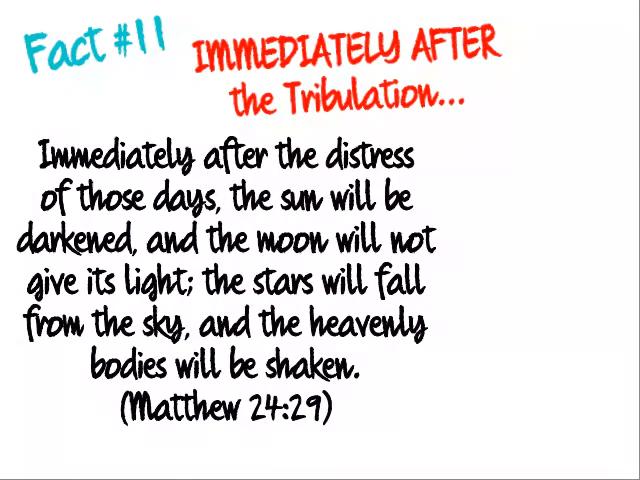 Fact #11
IMMEDIATELY AFTER
the Tribulation...
Immediately after the distress
of those days, the sun will be
darkened, and the moon will not
give its light; the stars will fall
from the sky, and the heavenly
bodies will be shaken.
(Matthew 24:29)